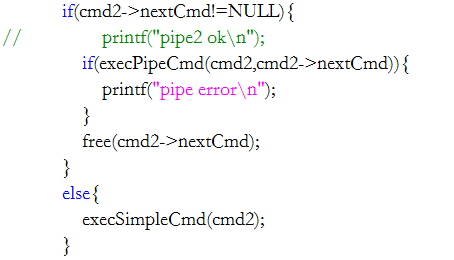 if(cmd2->nextCmd!=NULL){
// printf("pipe2 ok\n");
if(execPipeCmd(cmd2,cmd2->nextCmd)){
printf("pipe error\n");
}
free(cmd2->nextCmd);
}
else{
execSimpleCmd(cmd2);
}